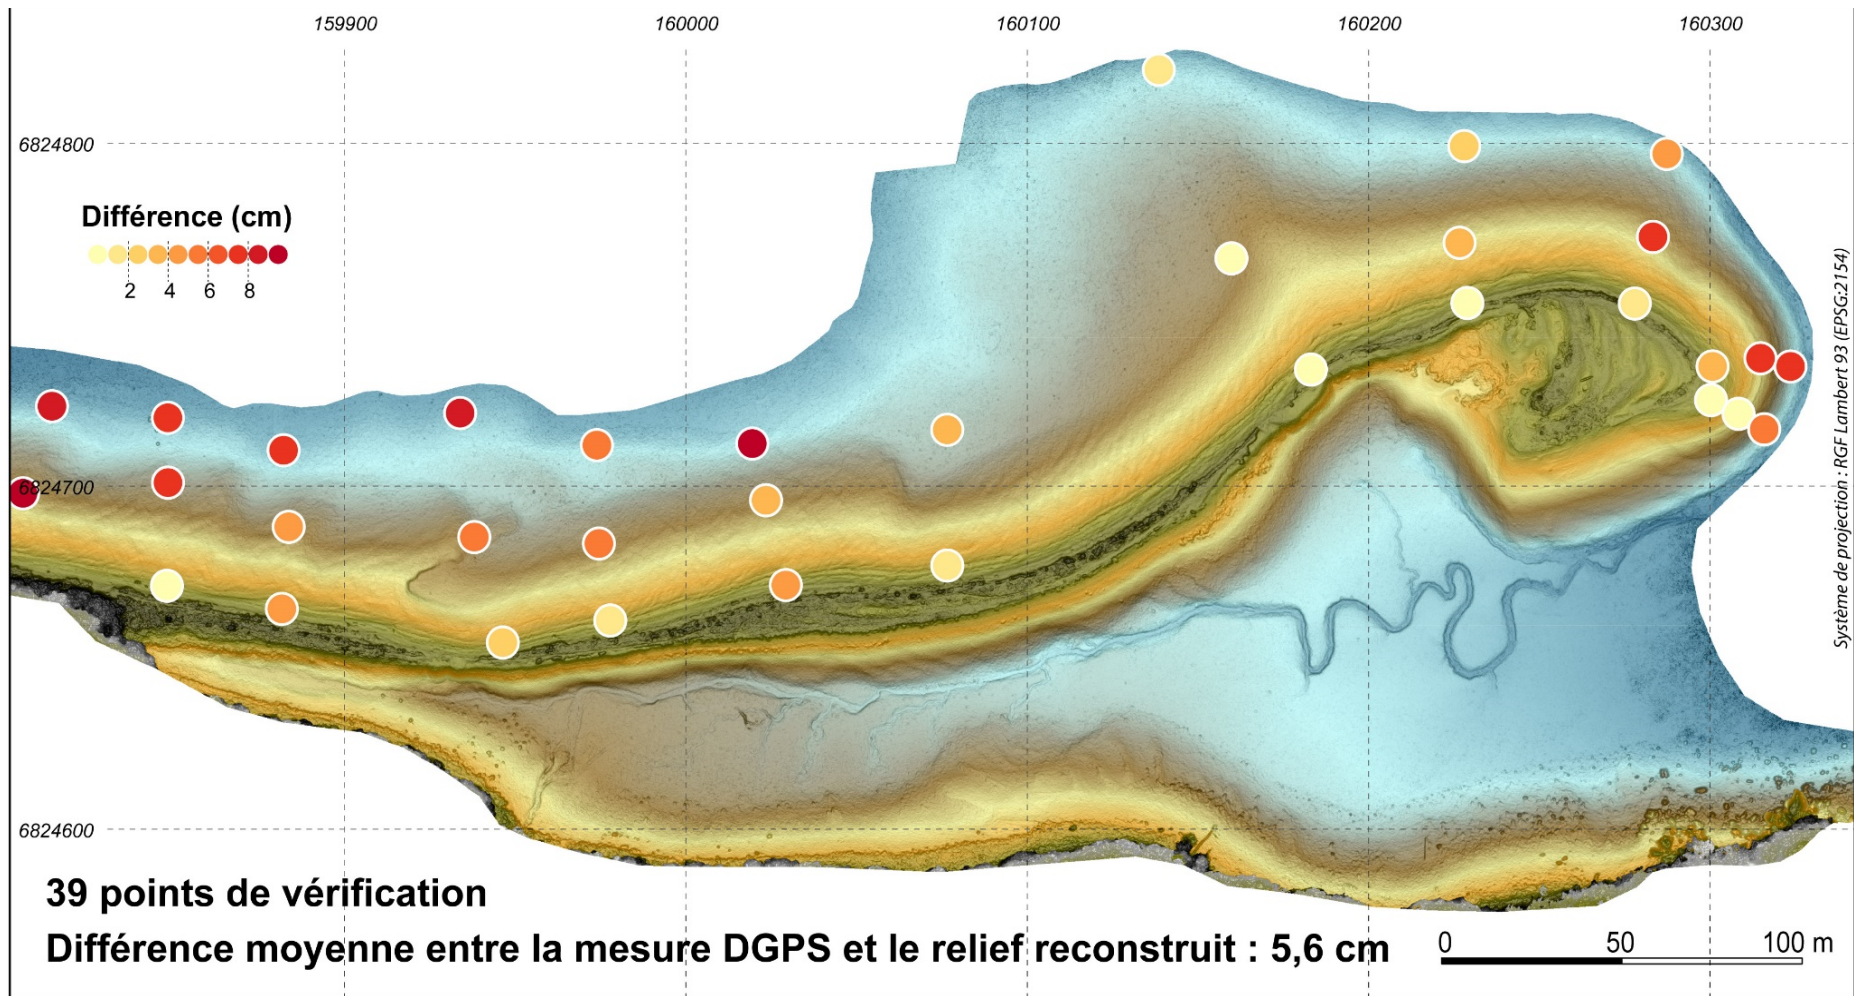 159900 160000 160100 160200 160300
6824800
Différence (cm)
2 4 6 8
6824700
6824600
Système de projection : RGF Lambert 93 (EPSG:2154)
39 points de vérification
Différence moyenne entre la mesure DGPS et le relief reconstruit : 5,6 cm
0 50 100 m